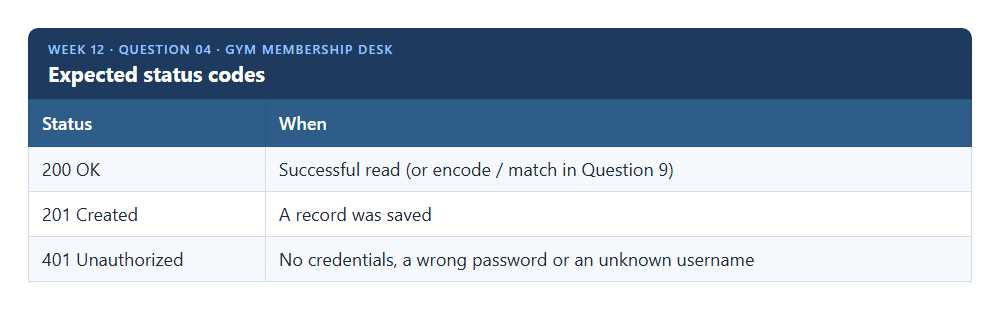 WEEK 12 · QUESTION 04 · GYM MEMBERSHIP DESK
Expected status codes
Status When
200 OK Successful read (or encode / match in Question 9)
201 Created A record was saved
401 Unauthorized No credentials, a wrong password or an unknown username